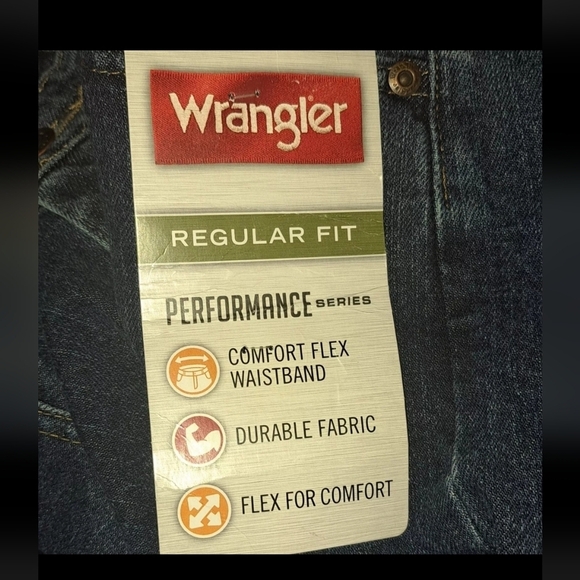 Wrangler
REGULAR FIT
PERFORMANCE SERIES
COMFORT FLEX
WAISTBAND
DURABLE FABRIC
FLEX FOR COMFORT